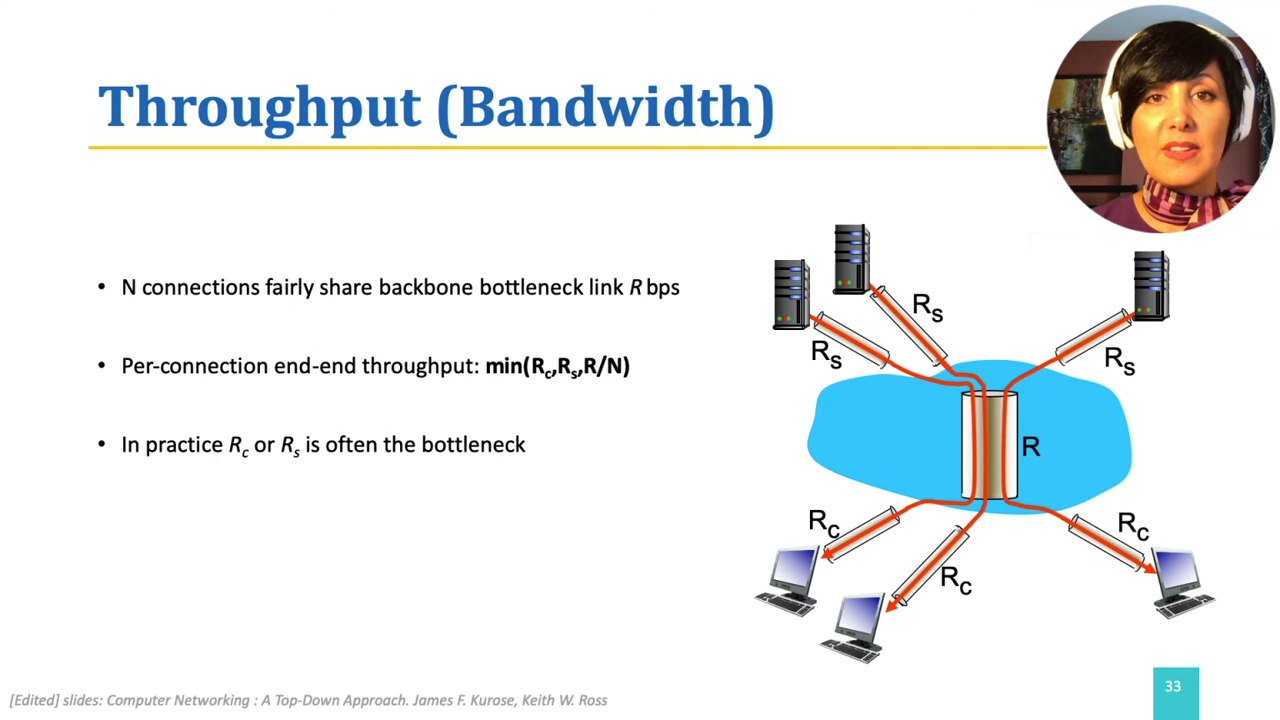 Throughput (Bandwidth)
• N connections fairly share backbone bottleneck link R bps
• Per-connection end-end throughput: min(Rc,Rs,R/N)
• In practice Rc or Rs is often the bottleneck
Rs
Rs
Rs
R
Rc
Rc
Rc
[Edited] slides: Computer Networking : A Top-Down Approach. James F. Kurose, Keith W. Ross
33